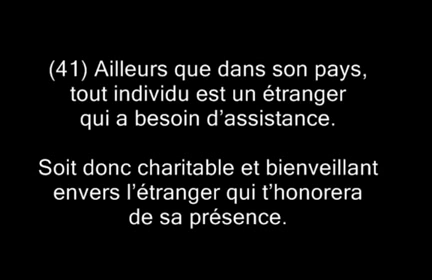 (41) Ailleurs que dans son pays,
tout individu est un étranger
qui a besoin d'assistance.
Soit donc charitable et bienveillant
envers l'étranger qui t'honorera
de sa présence.